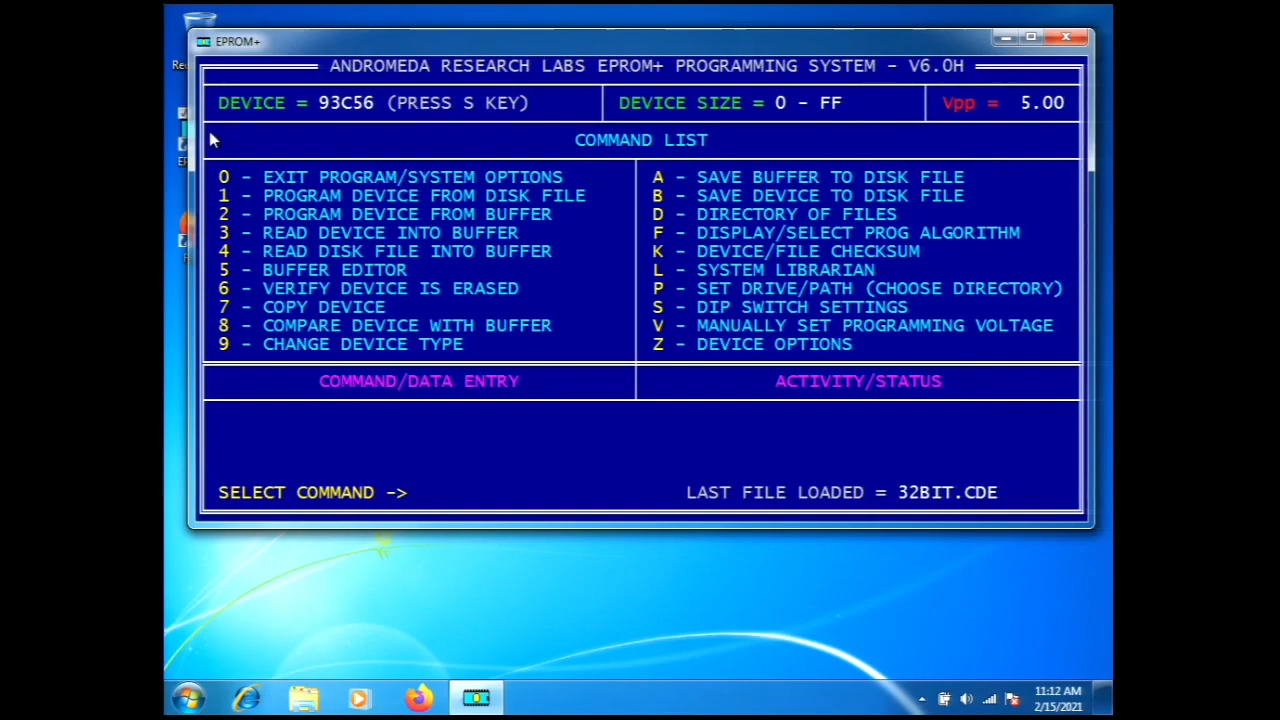 EPROM+
ANDROMEDA RESEARCH LABS EPROM+ PROGRAMMING SYSTEM - V6.0H
DEVICE = 93C56 (PRESS S KEY) DEVICE SIZE = 0 - FF Vpp = 5.00
COMMAND LIST
0 - EXIT PROGRAM/SYSTEM OPTIONS
1 - PROGRAM DEVICE FROM DISK FILE
2 - PROGRAM DEVICE FROM BUFFER
3 - READ DEVICE INTO BUFFER
4 - READ DISK FILE INTO BUFFER
5 - BUFFER EDITOR
6 - VERIFY DEVICE IS ERASED
7 - COPY DEVICE
8 - COMPARE DEVICE WITH BUFFER
9 - CHANGE DEVICE TYPE
A - SAVE BUFFER TO DISK FILE
B - SAVE DEVICE TO DISK FILE
D - DIRECTORY OF FILES
F - DISPLAY/SELECT PROG ALGORITHM
K - DEVICE/FILE CHECKSUM
L - SYSTEM LIBRARIAN
P - SET DRIVE/PATH (CHOOSE DIRECTORY)
S - DIP SWITCH SETTINGS
V - MANUALLY SET PROGRAMMING VOLTAGE
Z - DEVICE OPTIONS
COMMAND/DATA ENTRY
ACTIVITY/STATUS
SELECT COMMAND ->
LAST FILE LOADED = 32BIT.CDE
11:12 AM
2/15/2021